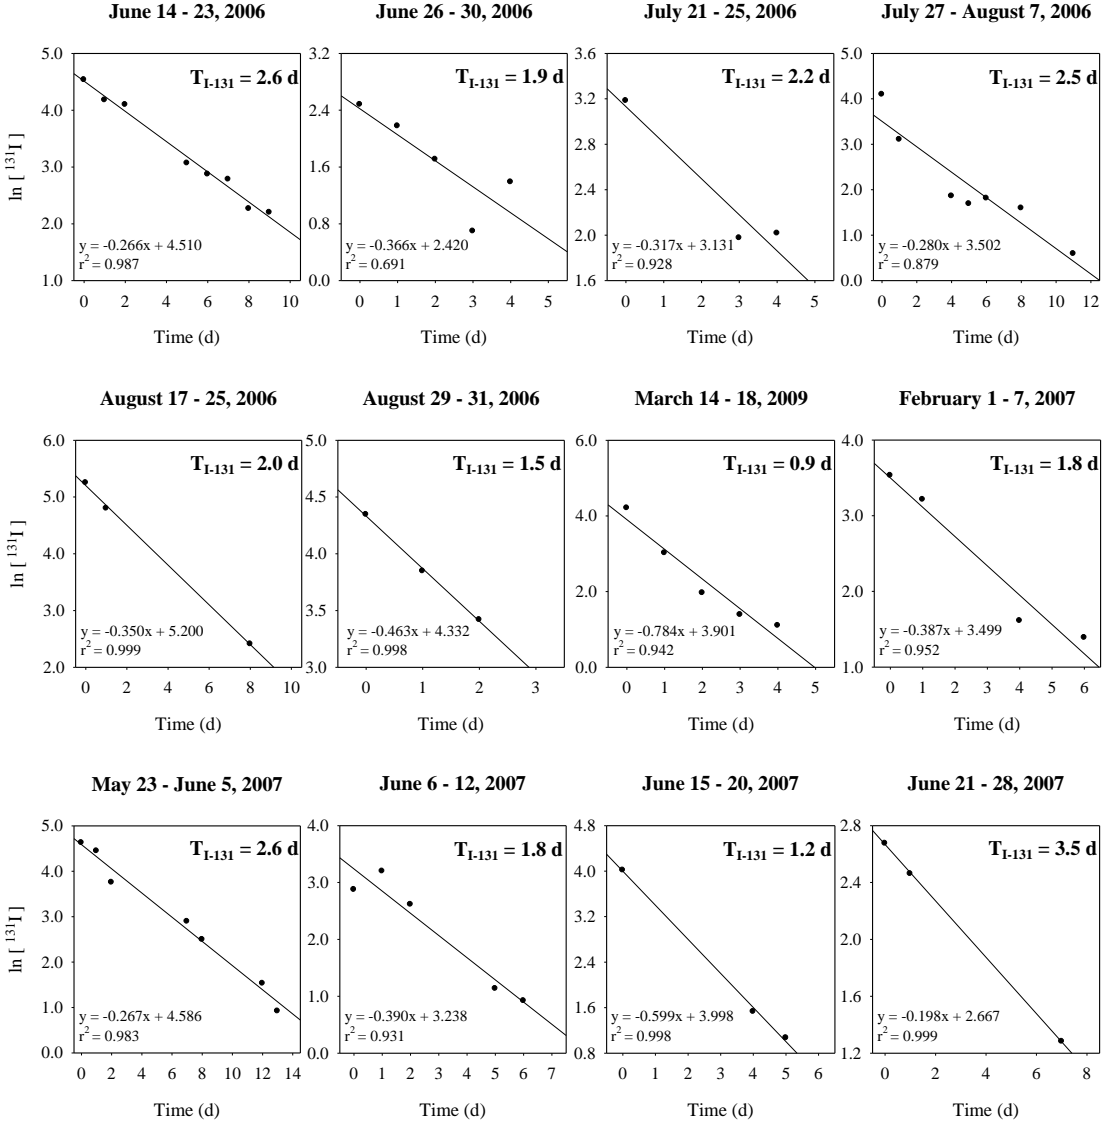 June 14 - 23, 2006
June 26 - 30, 2006
July 21 - 25, 2006
July 27 - August 7, 2006
ln [ ¹³¹I ]
5.0
4.0
3.0
2.0
1.0
T I-131 = 2.6 d
y = -0.266x + 4.510
r² = 0.987
0 2 4 6 8 10
Time (d)
3.2
2.4
1.6
0.8
0.0
T I-131 = 1.9 d
y = -0.366x + 2.420
r² = 0.691
0 1 2 3 4 5
Time (d)
3.6
3.2
2.8
2.4
2.0
1.6
T I-131 = 2.2 d
y = -0.317x + 3.131
r² = 0.928
0 1 2 3 4 5
Time (d)
5.0
4.0
3.0
2.0
1.0
0.0
T I-131 = 2.5 d
y = -0.280x + 3.502
r² = 0.879
0 2 4 6 8 10 12
Time (d)
August 17 - 25, 2006
August 29 - 31, 2006
March 14 - 18, 2009
February 1 - 7, 2007
ln [ ¹³¹I ]
6.0
5.0
4.0
3.0
2.0
T I-131 = 2.0 d
y = -0.350x + 5.200
r² = 0.999
0 2 4 6 8 10
Time (d)
5.0
4.5
4.0
3.5
3.0
T I-131 = 1.5 d
y = -0.463x + 4.332
r² = 0.998
0 1 2 3
Time (d)
6.0
4.0
2.0
0.0
T I-131 = 0.9 d
y = -0.784x + 3.901
r² = 0.942
0 1 2 3 4 5
Time (d)
4.0
3.0
2.0
1.0
T I-131 = 1.8 d
y = -0.387x + 3.499
r² = 0.952
0 1 2 3 4 5 6
Time (d)
May 23 - June 5, 2007
June 6 - 12, 2007
June 15 - 20, 2007
June 21 - 28, 2007
ln [ ¹³¹I ]
5.0
4.0
3.0
2.0
1.0
0.0
T I-131 = 2.6 d
y = -0.267x + 4.586
r² = 0.983
0 2 4 6 8 10 12 14
Time (d)
4.0
3.0
2.0
1.0
0.0
T I-131 = 1.8 d
y = -0.390x + 3.238
r² = 0.931
0 1 2 3 4 5 6 7
Time (d)
4.8
4.0
3.2
2.4
1.6
0.8
T I-131 = 1.2 d
y = -0.599x + 3.998
r² = 0.998
0 1 2 3 4 5 6
Time (d)
2.8
2.4
2.0
1.6
1.2
T I-131 = 3.5 d
y = -0.198x + 2.667
r² = 0.999
0 2 4 6 8
Time (d)